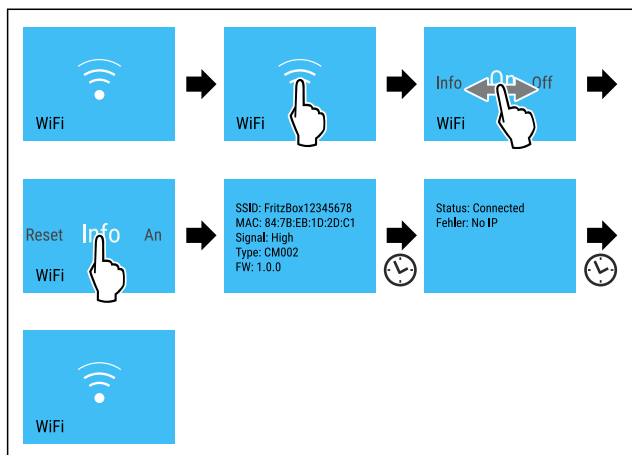 WiFi
WiFi
Info On Off
WiFi
Reset Info An
WiFi
SSID: FritzBox12345678
MAC: 84:7B:EB:1D:2D:C1
Signal: High
Type: CM002
FW: 1.0.0
Status: Connected
Fehler: No IP
WiFi